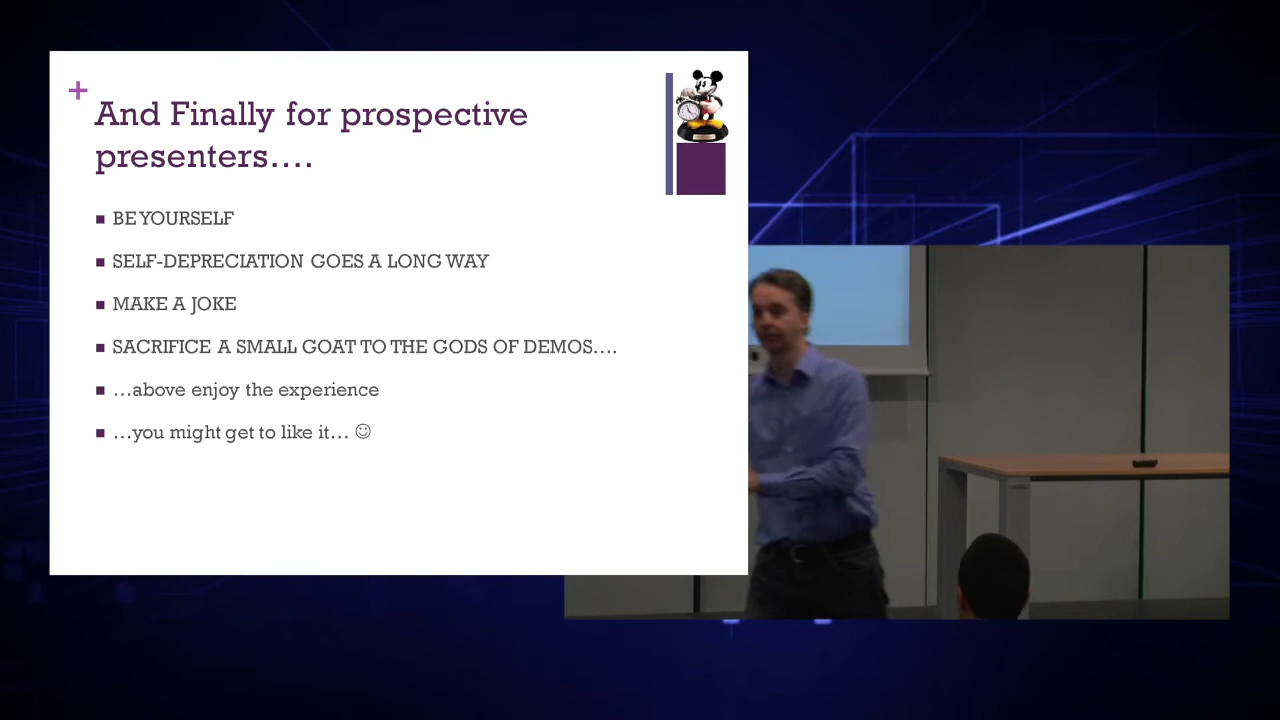 +
And Finally for prospective
presenters....
BE YOURSELF
SELF-DEPRECIATION GOES A LONG WAY
MAKE A JOKE
SACRIFICE A SMALL GOAT TO THE GODS OF DEMOS....
...above enjoy the experience
...you might get to like it... ☺